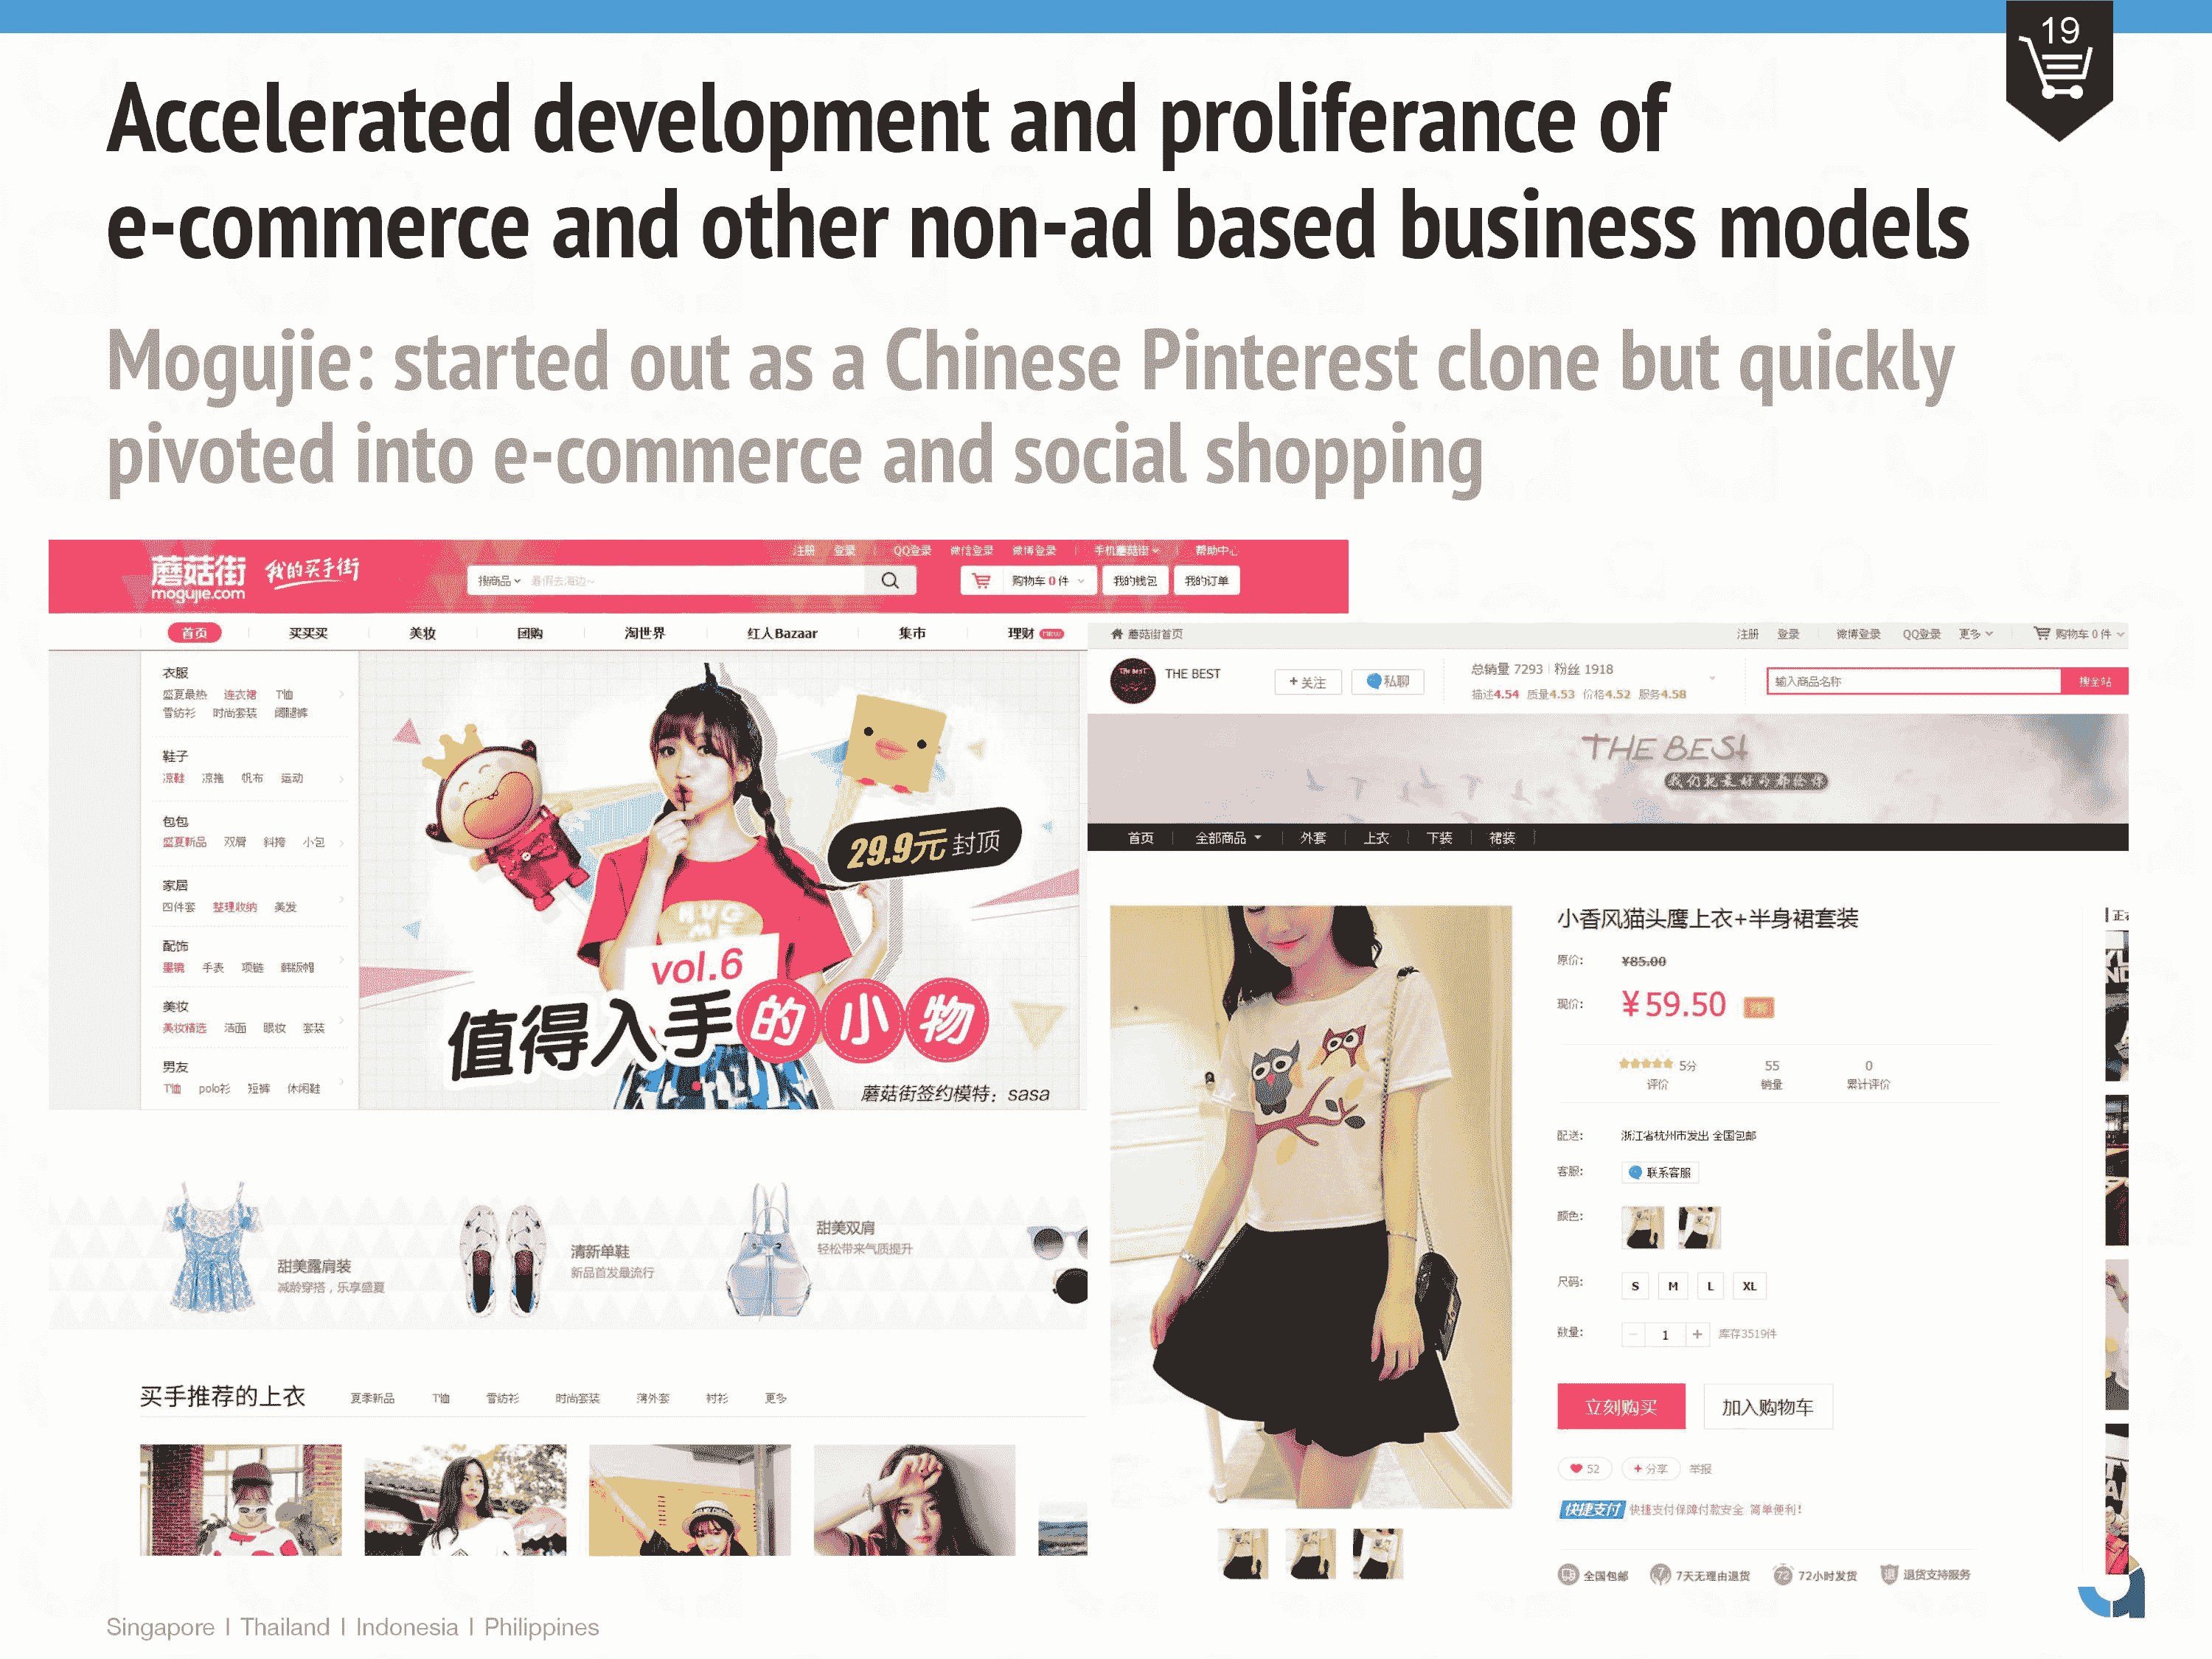 19
Accelerated development and proliferance of
e-commerce and other non-ad based business models
Mogujie: started out as a Chinese Pinterest clone but quickly
pivoted into e-commerce and social shopping
注册 登录 QQ登录 微信登录 微博登录 手机蘑菇街 帮助中心
蘑菇街 我的买手街
mogujie.com
搜商品 暑假去海边~ 购物车 0 件 我的钱包 我的订单
首页 买买买 美妆 团购 淘世界 红人Bazaar 集市 理财 NEW
衣服
盛夏最热 连衣裙 T恤
雪纺衫 时尚套装 阔腿裤
鞋子
凉鞋 凉拖 帆布 运动
包包
盛夏新品 双肩 斜挎 小包
家居
四件套 整理收纳 美发
配饰
墨镜 手表 项链 韩版帽
美妆
美妆精选 洁面 眼妆 套装
男友
T恤 polo衫 短裤 休闲鞋
29.9元 封顶
HUG
ME
vol.6
值得入手的小物
蘑菇街签约模特：sasa
甜美露肩装
减龄穿搭，乐享盛夏
清新单鞋
新品首发最流行
甜美双肩
轻松带来气质提升
买手推荐的上衣 夏季新品 T恤 雪纺衫 时尚套装 薄外套 衬衫 更多
蘑菇街首页 注册 登录 微博登录 QQ登录 更多 购物车 0 件
THE BEST
THE BEST +关注 私聊
总销量 7293 粉丝 1918
描述4.54 质量4.53 价格4.52 服务4.58
输入商品名称 搜全站
THE BEST
首页 全部商品 外套 上衣 下装 裙装
小香风猫头鹰上衣+半身裙套装
原价: ¥85.00
现价: ¥59.50
5分 55 0
评价 销量 累计评价
配送: 浙江省杭州市发出 全国包邮
客服: 联系客服
颜色:
尺码: S M L XL
数量: − 1 + 库存3519件
立刻购买 加入购物车
52 +分享 举报
快捷支付 快捷支付保障付款安全 简单便利！
全国包邮 7 7天无理由退货 72 72小时发货 退 退货支持服务
Singapore I Thailand I Indonesia I Philippines